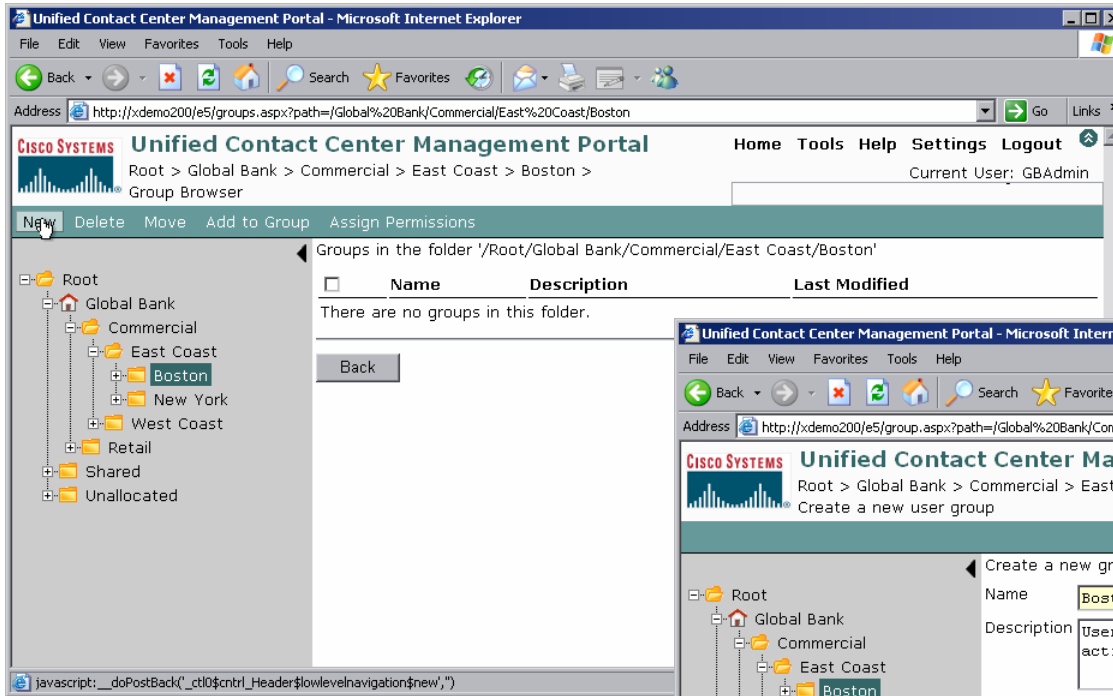 Unified Contact Center Management Portal - Microsoft Internet Explorer
File Edit View Favorites Tools Help
Back Search Favorites
Address http://xdemo200/e5/groups.aspx?path=/Global%20Bank/Commercial/East%20Coast/Boston Go Links
CISCO SYSTEMS Unified Contact Center Management Portal Home Tools Help Settings Logout
Root > Global Bank > Commercial > East Coast > Boston > Current User: GBAdmin
Group Browser
New Delete Move Add to Group Assign Permissions
Groups in the folder '/Root/Global Bank/Commercial/East Coast/Boston'
Name Description Last Modified
There are no groups in this folder.
Back
Root
Global Bank
Commercial
East Coast
Boston
New York
West Coast
Retail
Shared
Unallocated
javascript:__doPostBack('_ctl0$cntrl_Header$lowlevelnavigation$new','')
Unified Contact Center Management Portal - Microsoft Intern
File Edit View Favorites Tools Help
Back Search Favorite
Address http://xdemo200/e5/group.aspx?path=/Global%20Bank/Com
CISCO SYSTEMS Unified Contact Center Ma
Root > Global Bank > Commercial > East
Create a new user group
Create a new gr
Name Bost
Description User
acti
Root
Global Bank
Commercial
East Coast
Boston